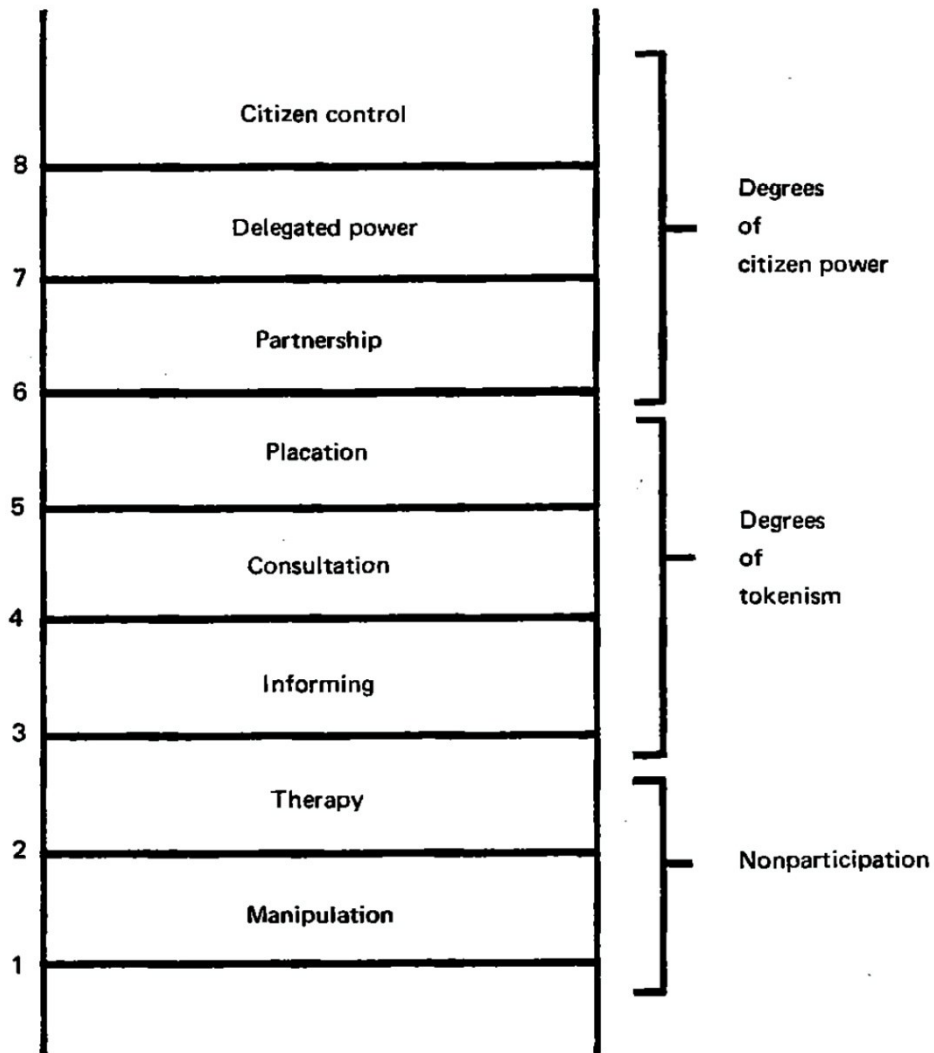 Citizen control
8
Delegated power
7
Partnership
6
Placation
5
Consultation
4
Informing
3
Therapy
2
Manipulation
1
Degrees
of
citizen power
Degrees
of
tokenism
Nonparticipation